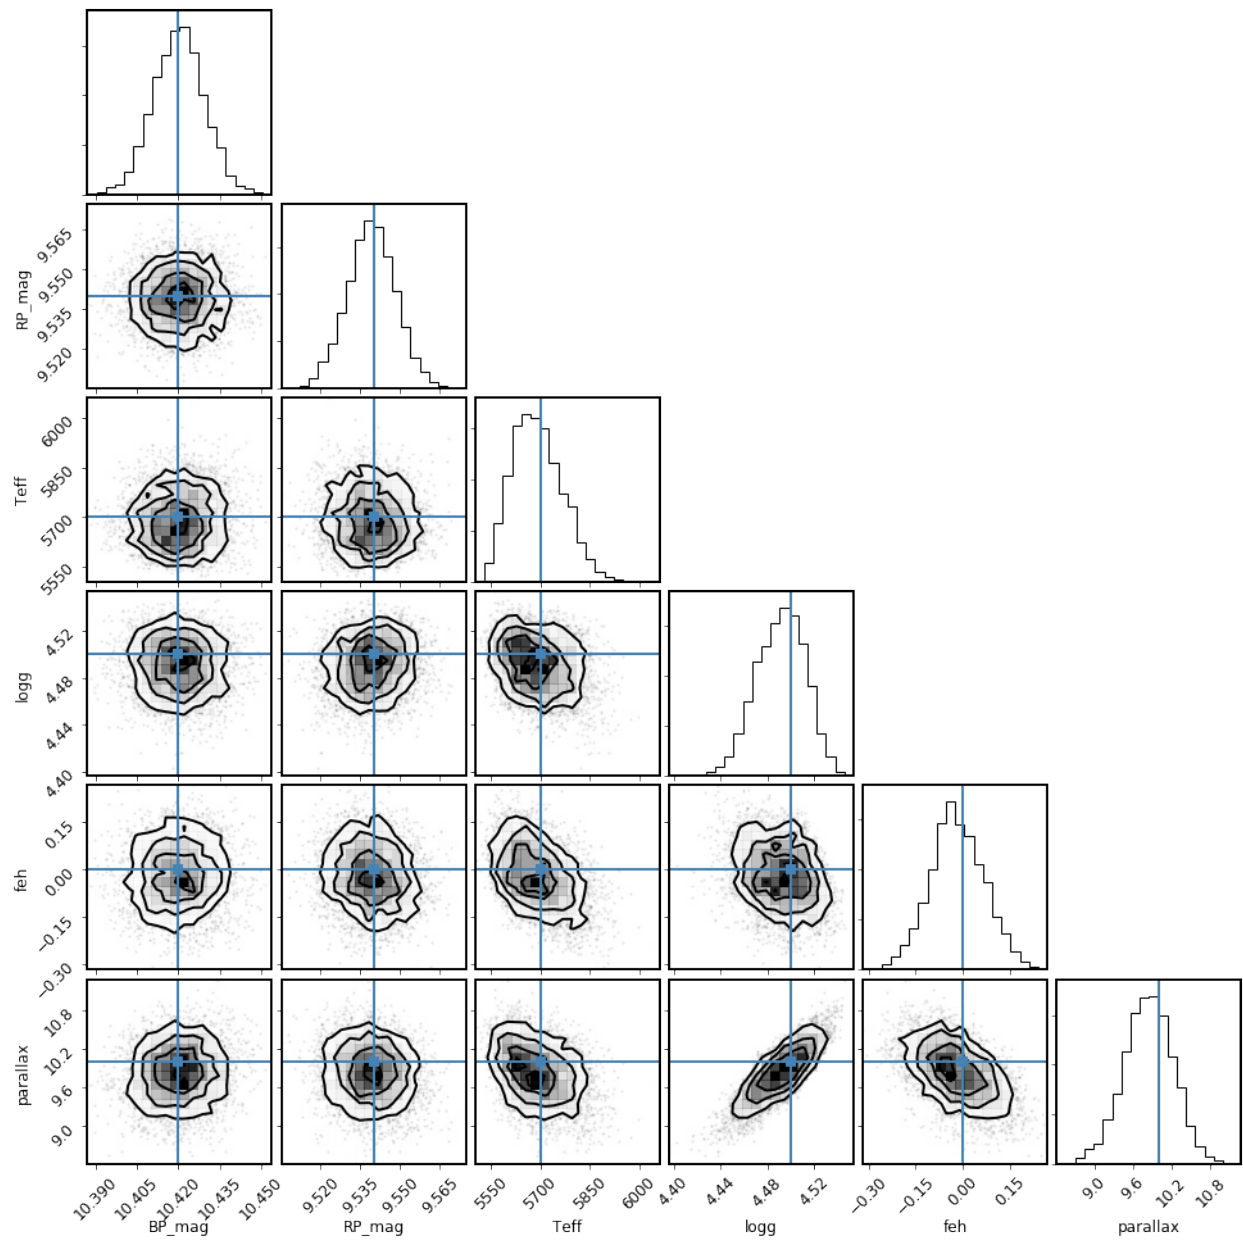 RP_mag
9.565
9.550
9.535
9.520
Teff
6000
5850
5700
5550
logg
4.52
4.48
4.44
4.40
feh
0.15
0.00
−0.15
−0.30
parallax
10.8
10.2
9.6
9.0
10.390 10.405 10.420 10.435 10.450
9.520 9.535 9.550 9.565
5550 5700 5850 6000
4.40 4.44 4.48 4.52
−0.30 −0.15 0.00 0.15
9.0 9.6 10.2 10.8
BP_mag RP_mag Teff logg feh parallax